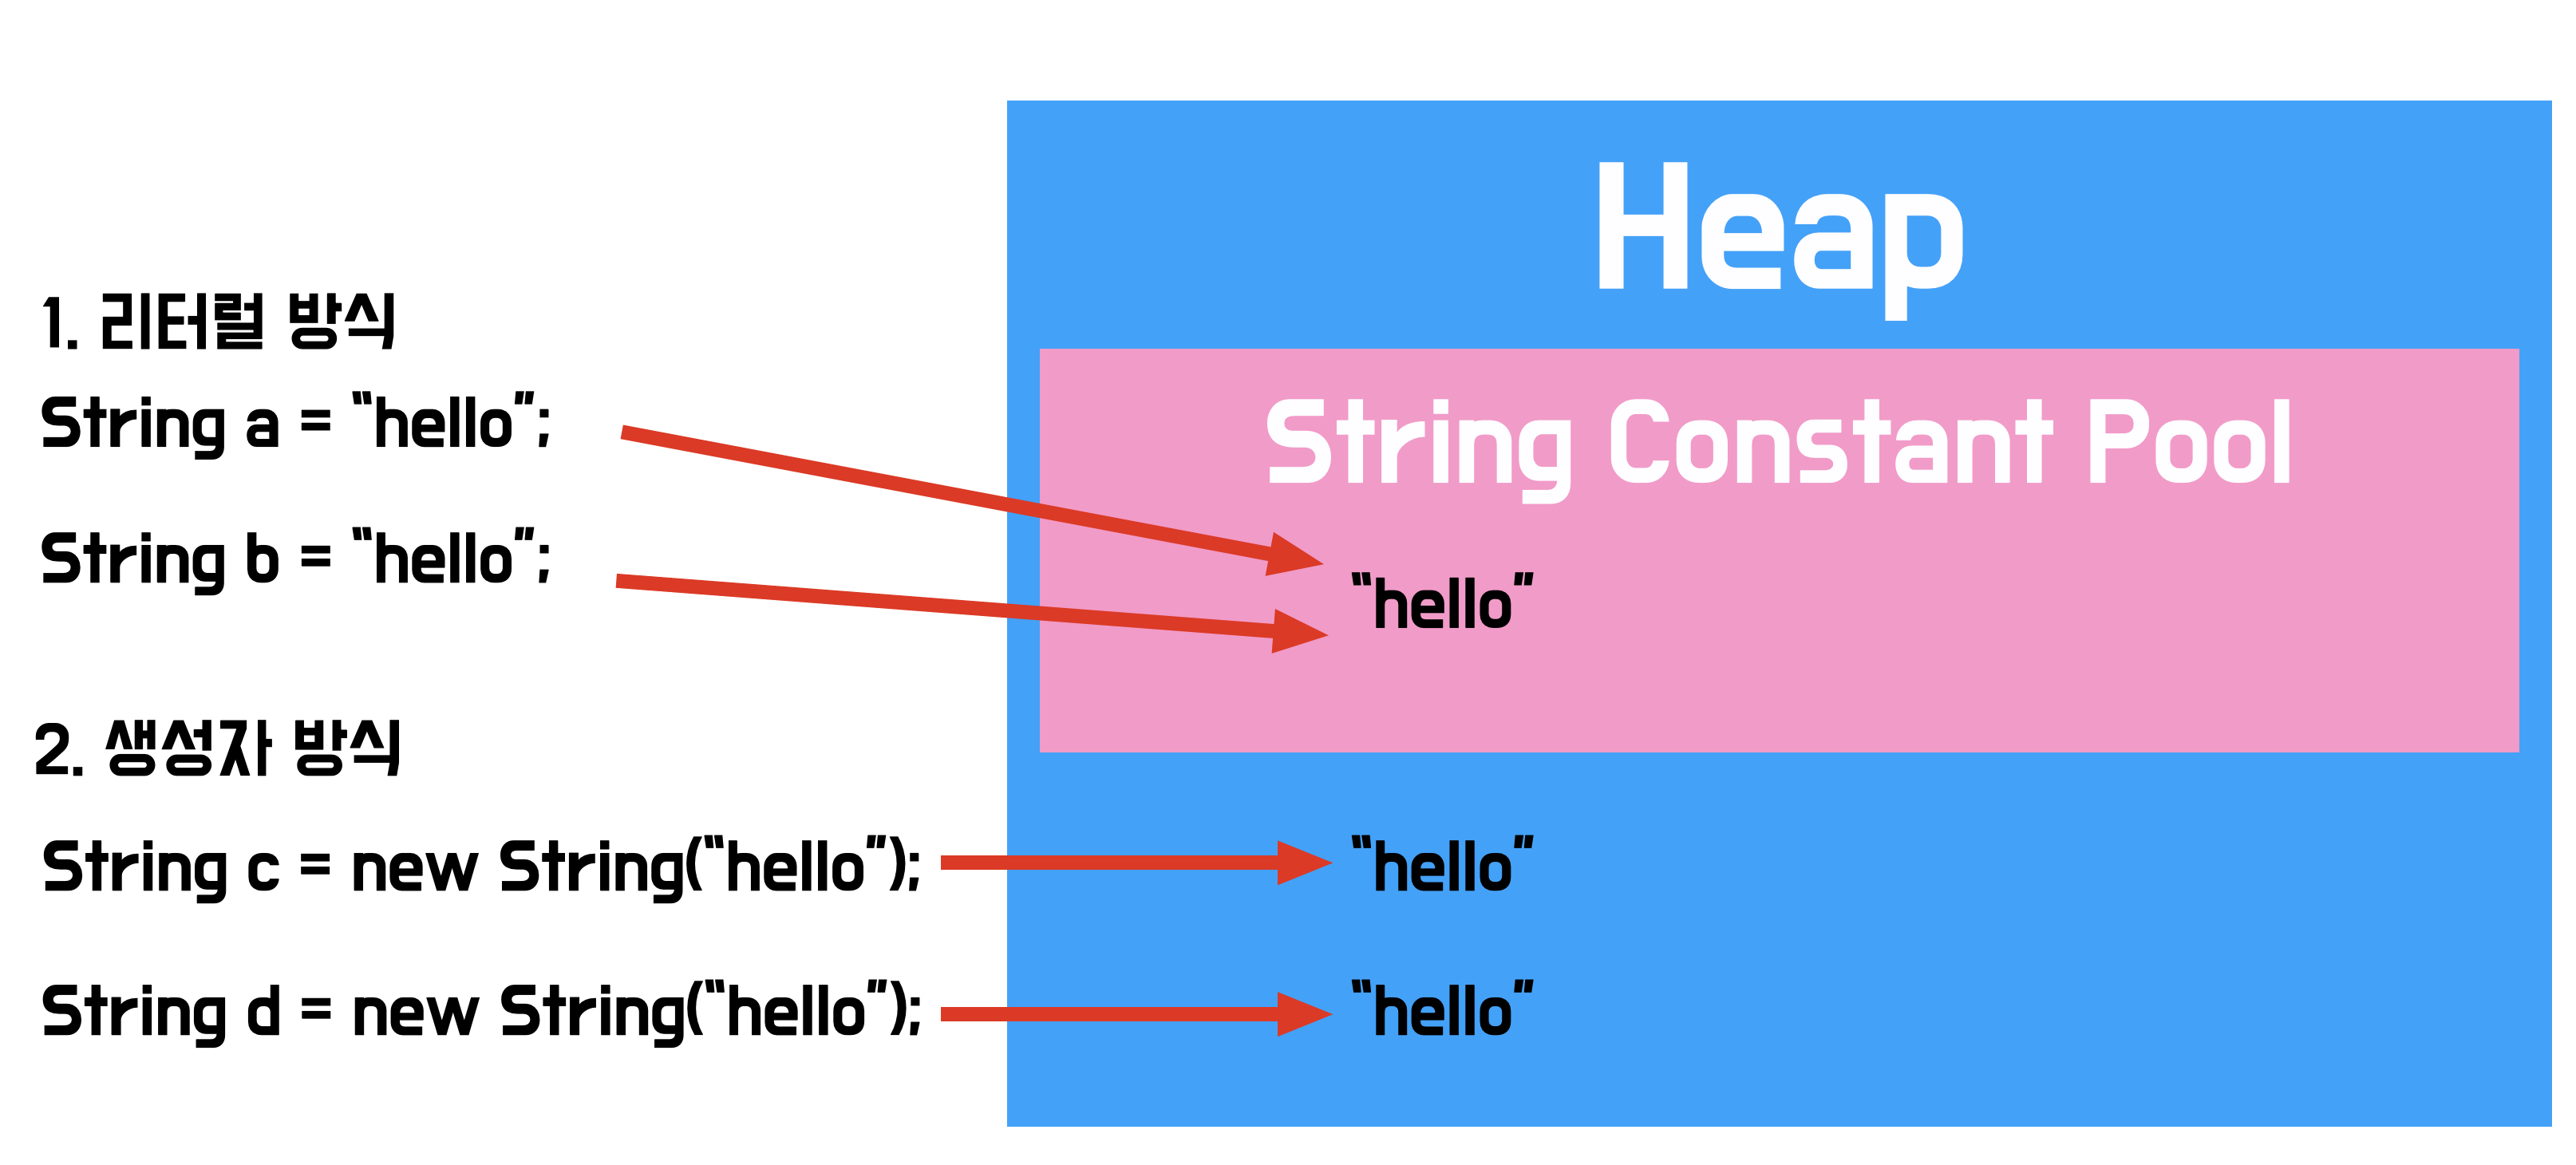 1. 리터럴 방식
String a = “hello”;
String b = “hello”;
2. 생성자 방식
String c = new String(“hello”);
String d = new String(“hello”);
Heap
String Constant Pool
“hello”
“hello”
“hello”